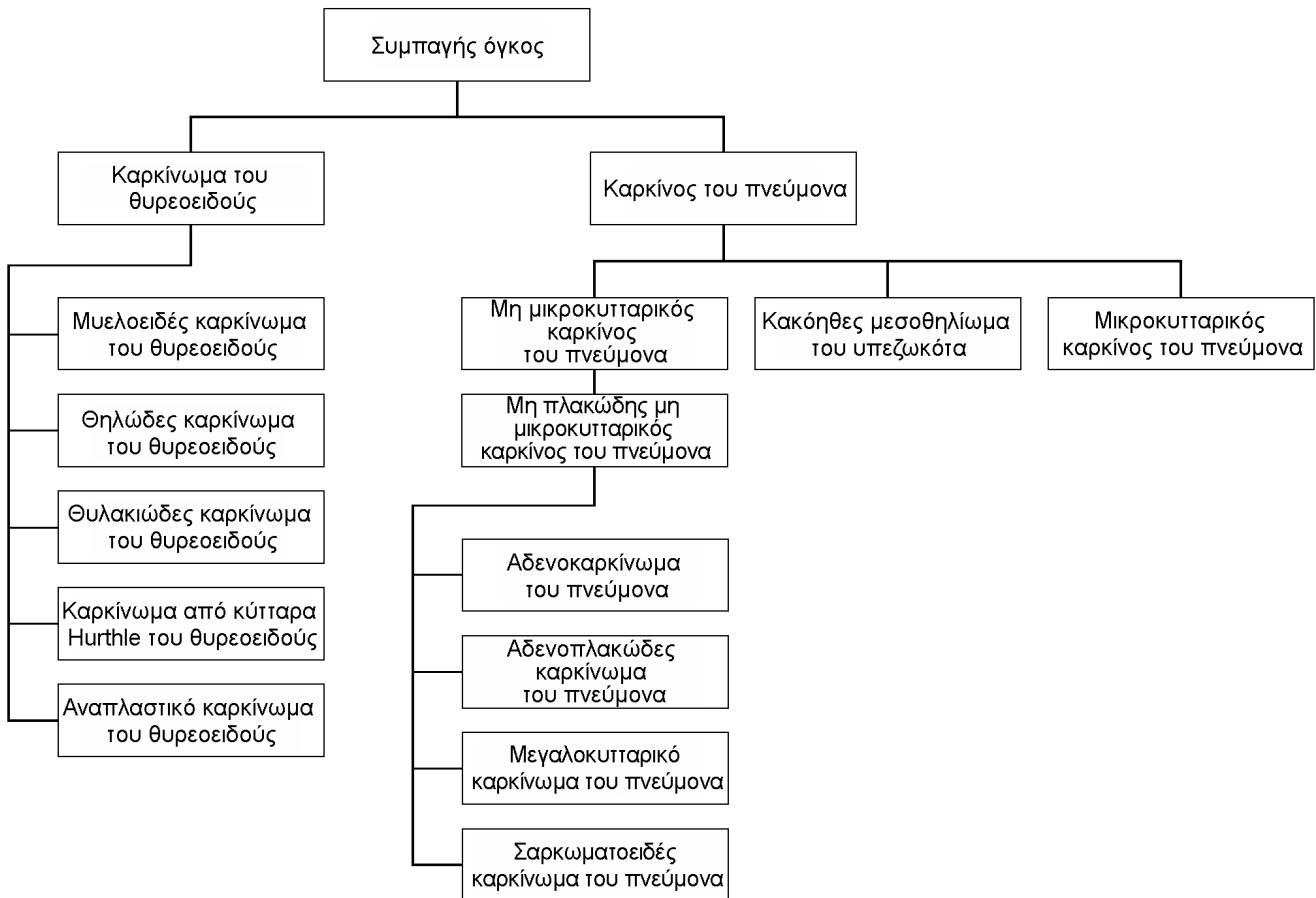 Συμπαγής όγκος
Καρκίνωμα του
θυρεοειδούς
Καρκίνος του πνεύμονα
Μυελοειδές καρκίνωμα
του θυρεοειδούς
Θηλώδες καρκίνωμα
του θυρεοειδούς
Θυλακιώδες καρκίνωμα
του θυρεοειδούς
Καρκίνωμα από κύτταρα
Hurthle του θυρεοειδούς
Αναπλαστικό καρκίνωμα
του θυρεοειδούς
Μη μικροκυτταρικός
καρκίνος
του πνεύμονα
Κακόηθες μεσοθηλίωμα
του υπεζωκότα
Μικροκυτταρικός
καρκίνος του πνεύμονα
Μη πλακώδης μη
μικροκυτταρικός
καρκίνος του πνεύμονα
Αδενοκαρκίνωμα
του πνεύμονα
Αδενοπλακώδες
καρκίνωμα
του πνεύμονα
Μεγαλοκυτταρικό
καρκίνωμα του πνεύμονα
Σαρκωματοειδές
καρκίνωμα του πνεύμονα